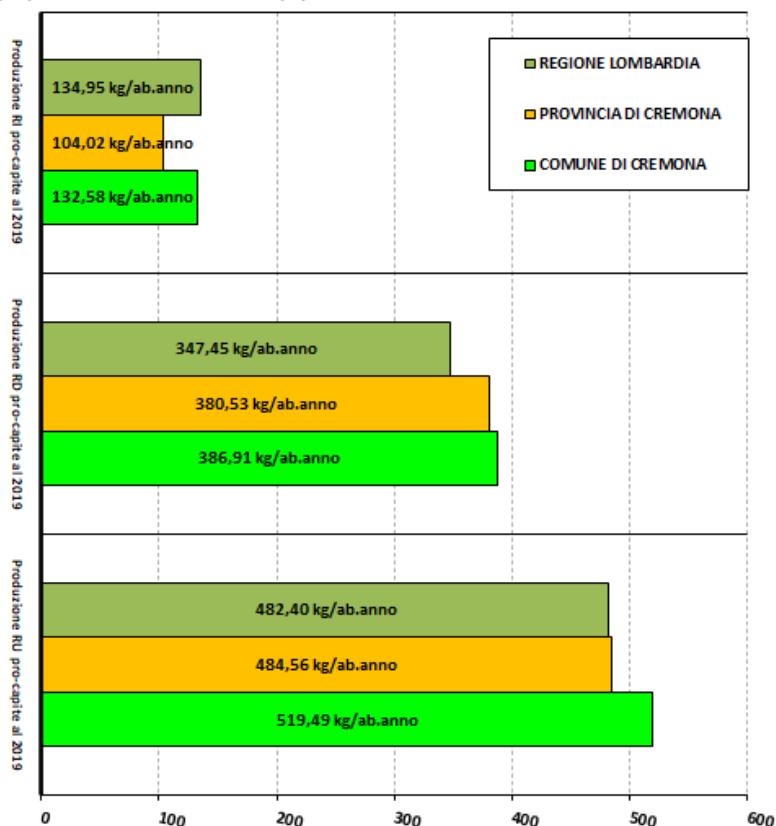 Produzione RI pro-capite al 2019
134,95 kg/ab.anno
104,02 kg/ab.anno
132,58 kg/ab.anno
REGIONE LOMBARDIA
PROVINCIA DI CREMONA
COMUNE DI CREMONA
Produzione RD pro-capite al 2019
347,45 kg/ab.anno
380,53 kg/ab.anno
386,91 kg/ab.anno
Produzione RU pro-capite al 2019
482,40 kg/ab.anno
484,56 kg/ab.anno
519,49 kg/ab.anno
0 100 200 300 400 500 600